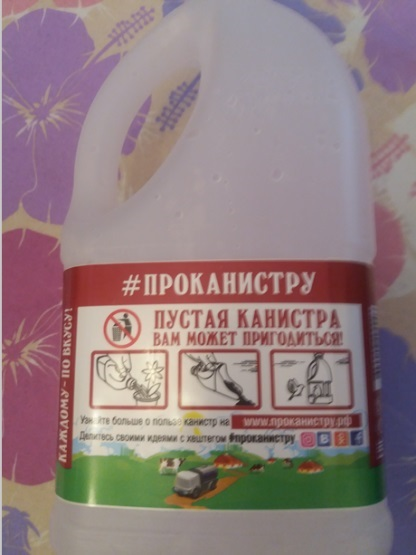 #ПРОКАНИСТРУ
ПУСТАЯ КАНИСТРА
ВАМ МОЖЕТ ПРИГОДИТЬСЯ!
Узнайте больше о пользе канистр на www.проканистру.рф
Делитесь своими идеями с хештегом #проканистру
КАЖДОМУ - ПО ВКУСУ!